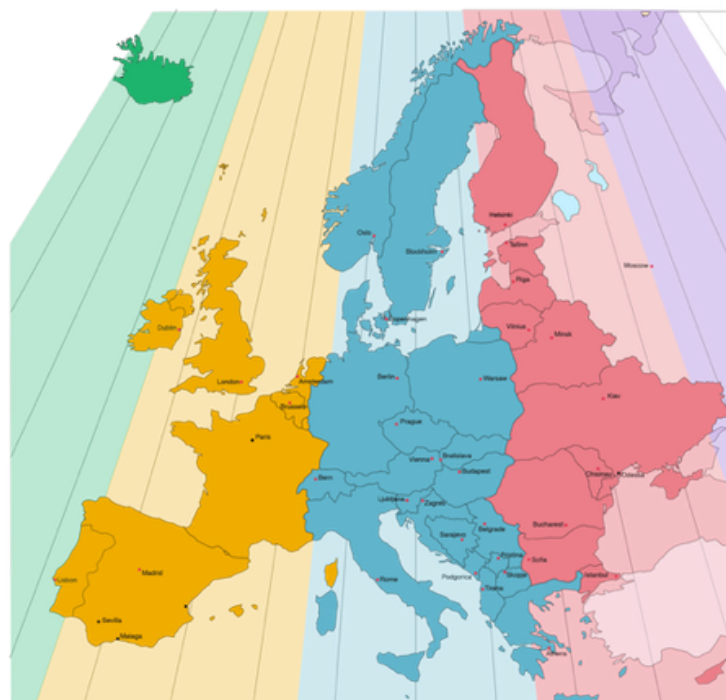 Oslo
Helsinki
Stockholm
Tallinn
Moscow
Riga
Copenhagen
Dublin
Vilnius
Minsk
London
Amsterdam
Berlin
Warsaw
Brussels
Kiev
Paris
Prague
Vienna
Bratislava
Budapest
Bern
Chisinau
Odessa
Ljubljana
Zagreb
Belgrade
Bucharest
Sarajevo
Pristina
Sofia
Madrid
Lisbon
Rome
Podgorica
Skopje
Istanbul
Tirana
Sevilla
Malaga
Athens